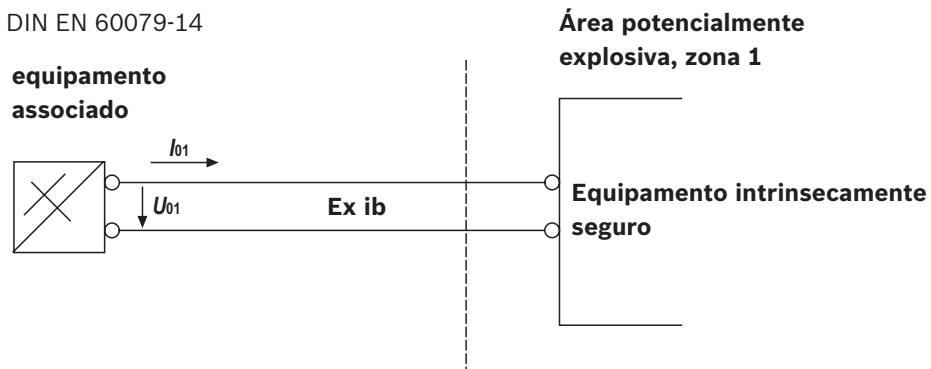 DIN EN 60079-14
equipamento
associado
Área potencialmente
explosiva, zona 1
I01
U01
Ex ib
Equipamento intrinsecamente
seguro